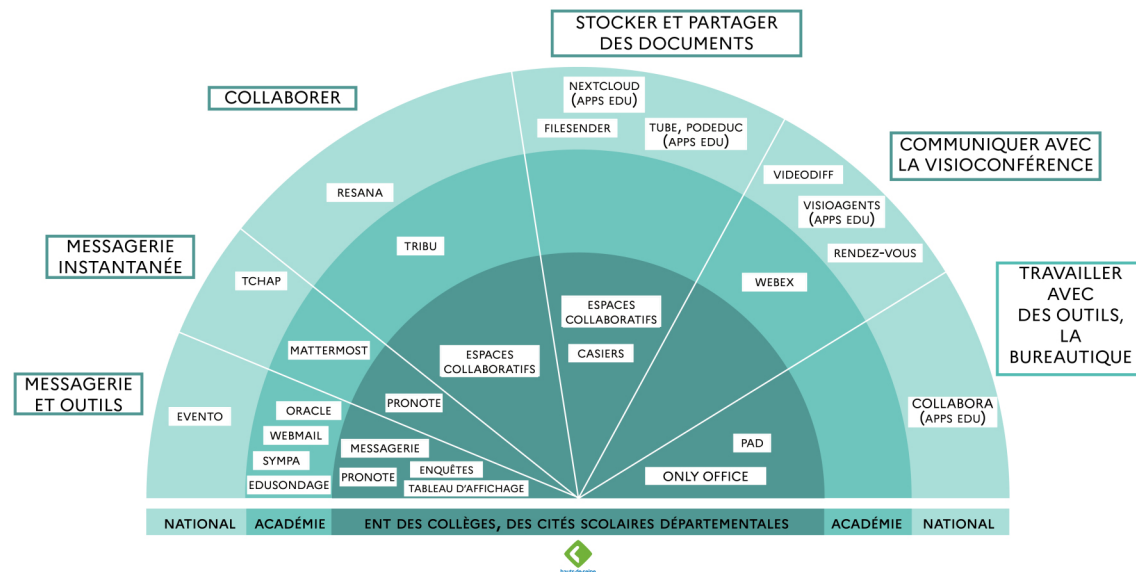 STOCKER ET PARTAGER
DES DOCUMENTS
COLLABORER
NEXTCLOUD
(APPS EDU)
FILESENDER
TUBE, PODEDUC
(APPS EDU)
COMMUNIQUER AVEC
LA VISIOCONFÉRENCE
VIDEODIFF
VISIOAGENTS
(APPS EDU)
RENDEZ-VOUS
RESANA
TRIBU
WEBEX
MESSAGERIE
INSTANTANÉE
TCHAP
MATTERMOST
PRONOTE
ESPACES
COLLABORATIFS
ESPACES
COLLABORATIFS
CASIERS
TRAVAILLER
AVEC
DES OUTILS,
LA
BUREAUTIQUE
COLLABORA
(APPS EDU)
PAD
ONLY OFFICE
MESSAGERIE
ET OUTILS
EVENTO
ORACLE
WEBMAIL
SYMPA
EDUSONDAGE
MESSAGERIE
ENQUÊTES
PRONOTE
TABLEAU D'AFFICHAGE
NATIONAL
ACADÉMIE
ENT DES COLLÈGES, DES CITÉS SCOLAIRES DÉPARTEMENTALES
ACADÉMIE
NATIONAL